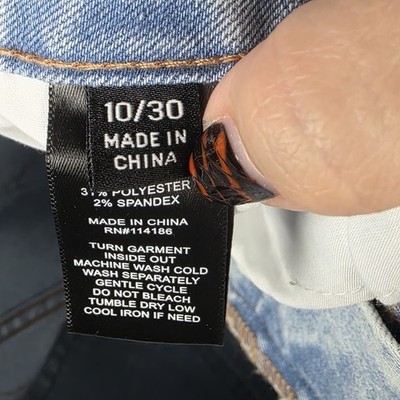 10/30
MADE IN
CHINA
31% POLYESTER
2% SPANDEX
MADE IN CHINA
RN#114186
TURN GARMENT
INSIDE OUT
MACHINE WASH COLD
WASH SEPARATELY
GENTLE CYCLE
DO NOT BLEACH
TUMBLE DRY LOW
COOL IRON IF NEED